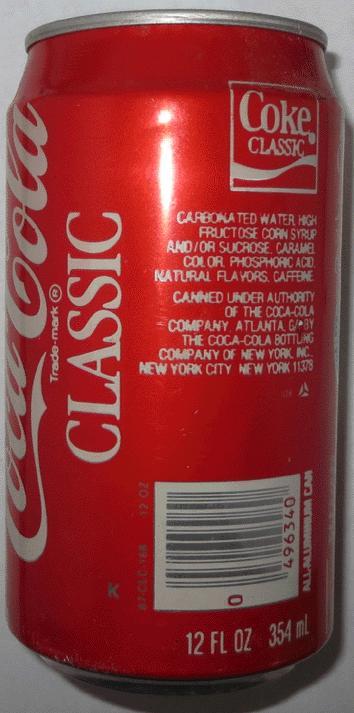 Coca-Cola
Trade-mark ®
CLASSIC
Coke
CLASSIC
CARBONATED WATER, HIGH
FRUCTOSE CORN SYRUP
AND/OR SUCROSE, CARAMEL
COLOR, PHOSPHORIC ACID,
NATURAL FLAVORS, CAFFEINE
CANNED UNDER AUTHORITY
OF THE COCA-COLA
COMPANY, ATLANTA, GA BY
THE COCA-COLA BOTTLING
COMPANY OF NEW YORK, INC.,
NEW YORK CITY, NEW YORK 11378
K
12 OZ
0 496340
ALL-ALUMINUM CAN
12 FL OZ 354 mL